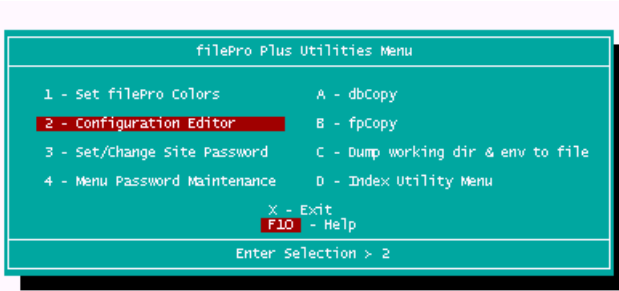 filePro Plus Utilities Menu
1 - Set filePro Colors A - dbCopy
2 - Configuration Editor B - fpCopy
3 - Set/Change Site Password C - Dump working dir & env to file
4 - Menu Password Maintenance D - Index Utility Menu
X - Exit
F10 - Help
Enter Selection > 2